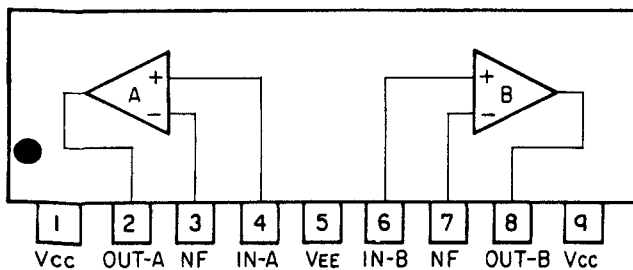 A + − + − B
1 2 3 4 5 6 7 8 9
Vcc OUT-A NF IN-A VEE IN-B NF OUT-B Vcc